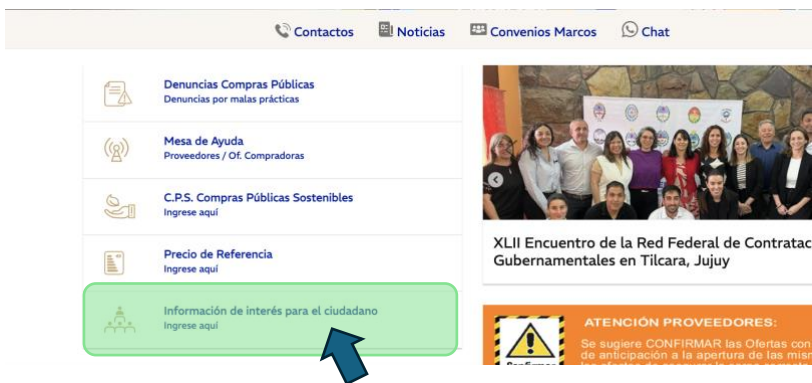 Contactos
Noticias
Convenios Marcos
Chat
Denuncias Compras Públicas
Denuncias por malas prácticas
Mesa de Ayuda
Proveedores / Of. Compradoras
C.P.S. Compras Públicas Sostenibles
Ingrese aquí
Precio de Referencia
Ingrese aquí
Información de interés para el ciudadano
Ingrese aquí
XLII Encuentro de la Red Federal de Contratac
Gubernamentales en Tilcara, Jujuy
ATENCIÓN PROVEEDORES:
Se sugiere CONFIRMAR las Ofertas con
de anticipación a la apertura de las mism